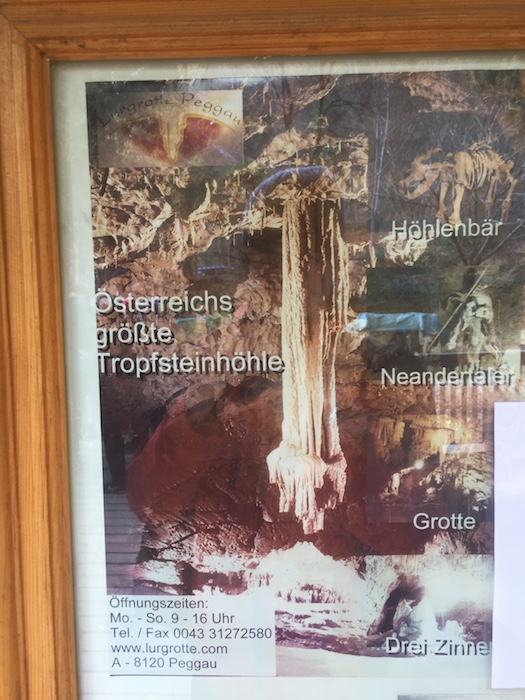 Lurgrotte Peggau
Höhlenbär
Österreichs
größte
Tropfsteinhöhle
Neandertaler
Grotte
Öffnungszeiten:
Mo. - So. 9 - 16 Uhr
Tel. / Fax 0043 31272580
www.lurgrotte.com
A - 8120 Peggau
Drei Zinne